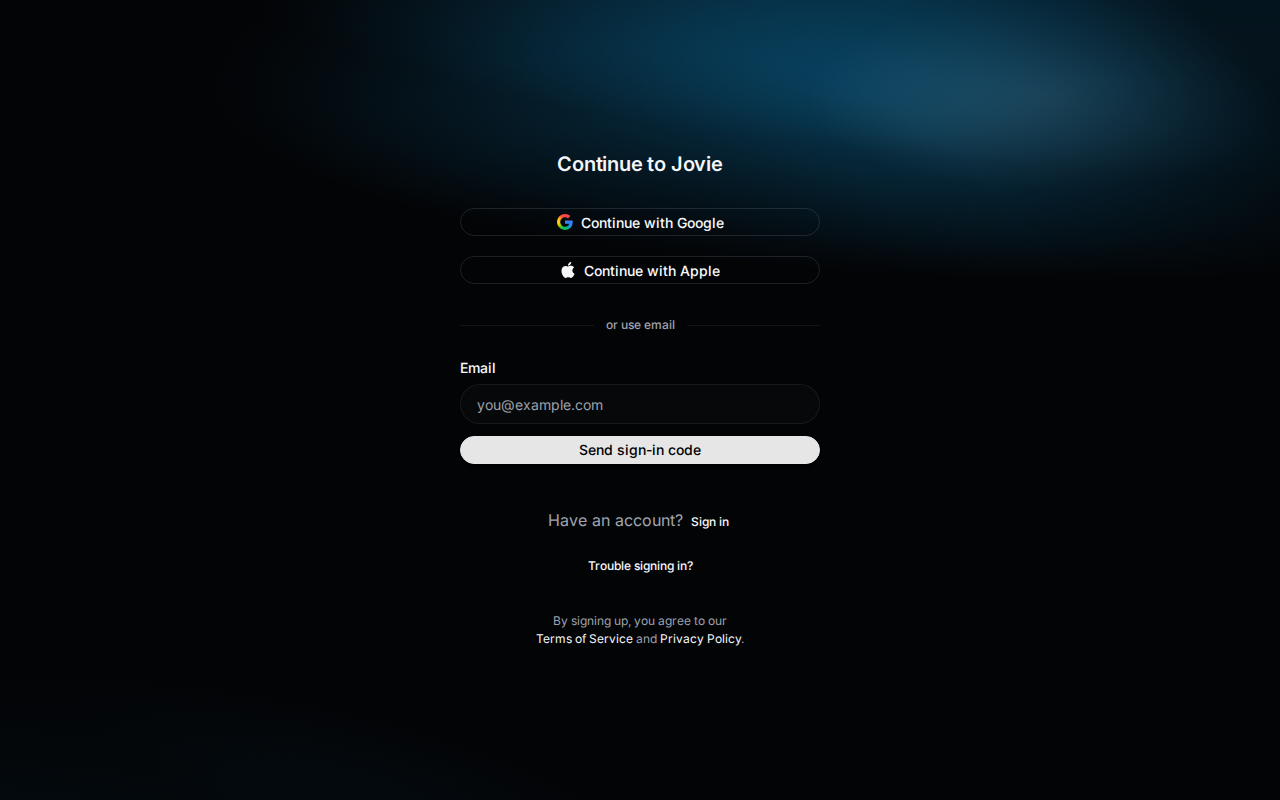 Continue to Jovie
Continue with Google
Continue with Apple
or use email
Email
you@example.com
Send sign-in code
Have an account? Sign in
Trouble signing in?
By signing up, you agree to our
Terms of Service and Privacy Policy.